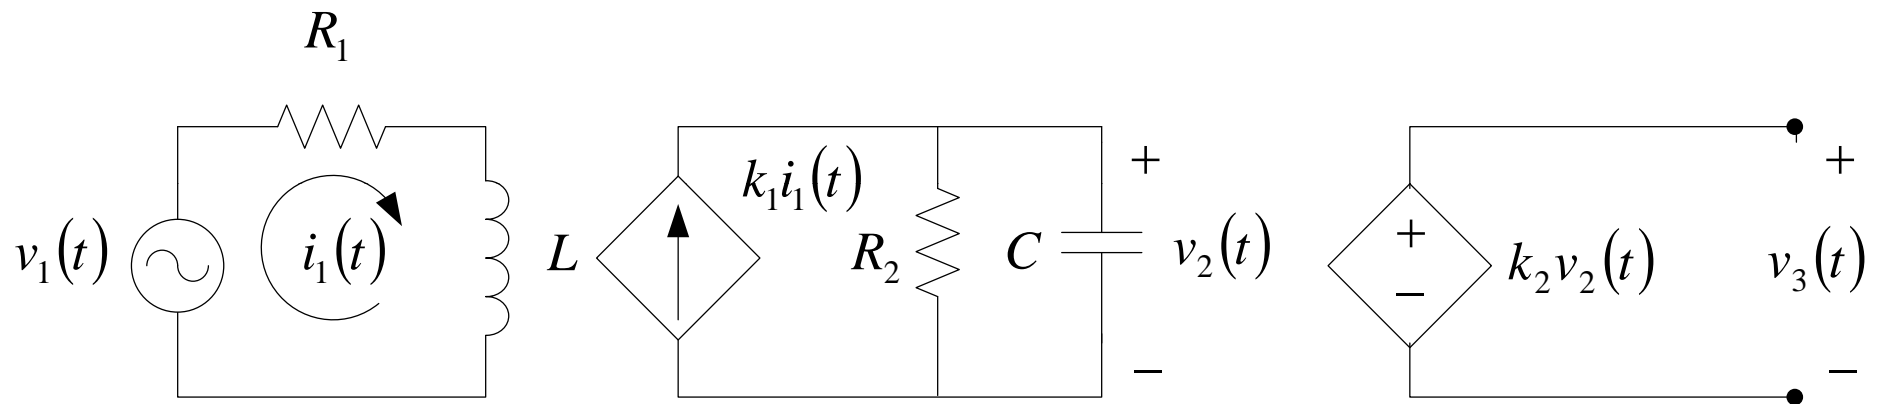 R₁
v₁(t)
i₁(t)
L
k₁i₁(t)
R₂
C
+
v₂(t)
−
+
−
k₂v₂(t)
+
v₃(t)
−